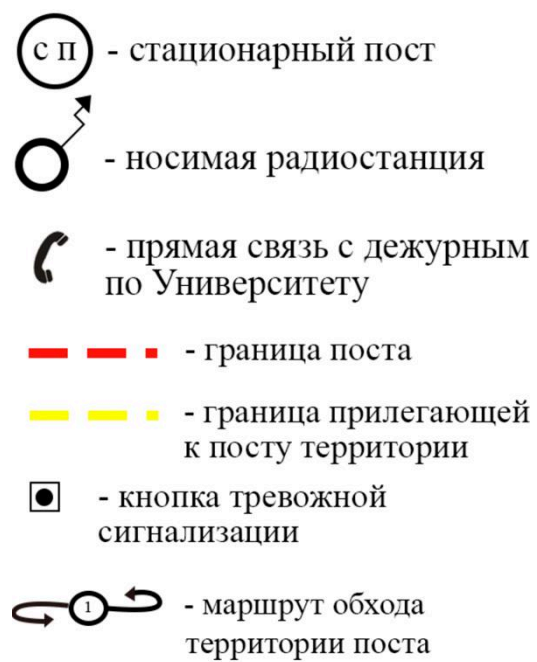 с п - стационарный пост
- носимая радиостанция
- прямая связь с дежурным
по Университету
- граница поста
- граница прилегающей
к посту территории
- кнопка тревожной
сигнализации
1 - маршрут обхода
территории поста